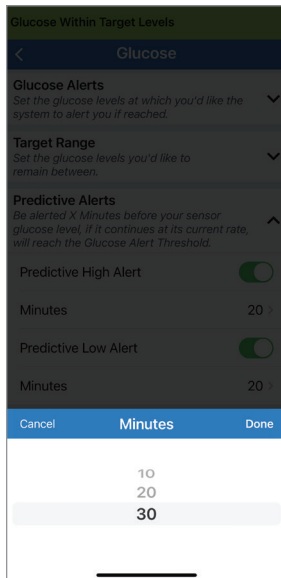 Glucose Within Target Levels
Glucose
Glucose Alerts
Set the glucose levels at which you'd like the
system to alert you if reached.
Target Range
Set the glucose levels you'd like to
remain between.
Predictive Alerts
Be alerted X Minutes before your sensor
glucose level, if it continues at its current rate,
will reach the Glucose Alert Threshold.
Predictive High Alert
Minutes 20
Predictive Low Alert
Minutes 20
Cancel Minutes Done
10
20
30